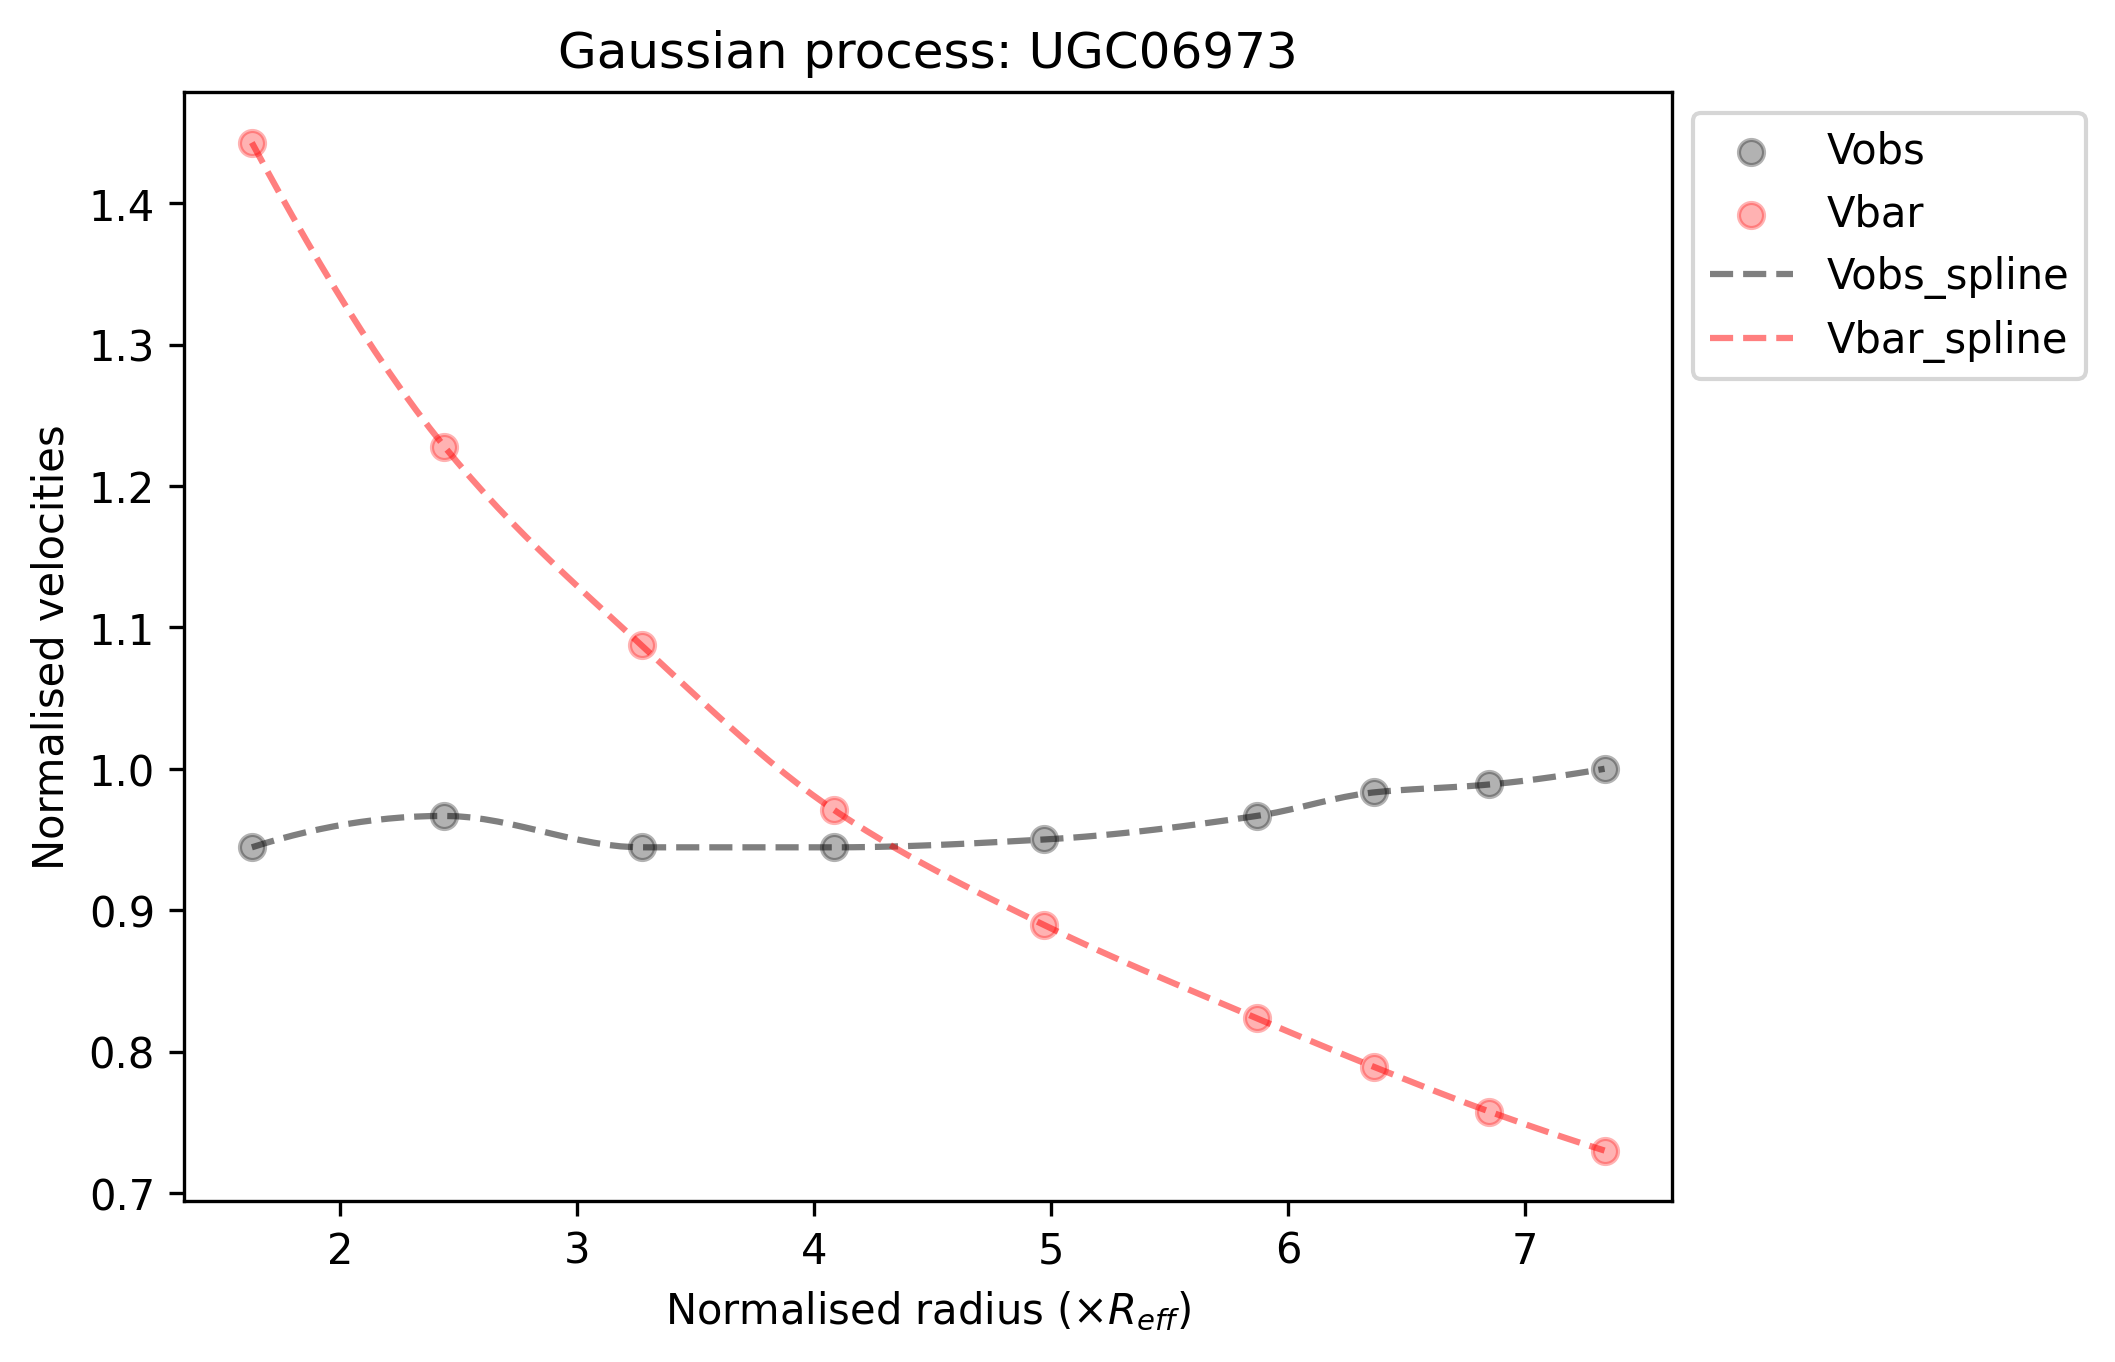 Gaussian process: UGC06973
Vobs
Vbar
Vobs_spline
Vbar_spline
Normalised velocities
1.4
1.3
1.2
1.1
1.0
0.9
0.8
0.7
2 3 4 5 6 7
Normalised radius (×R_eff)